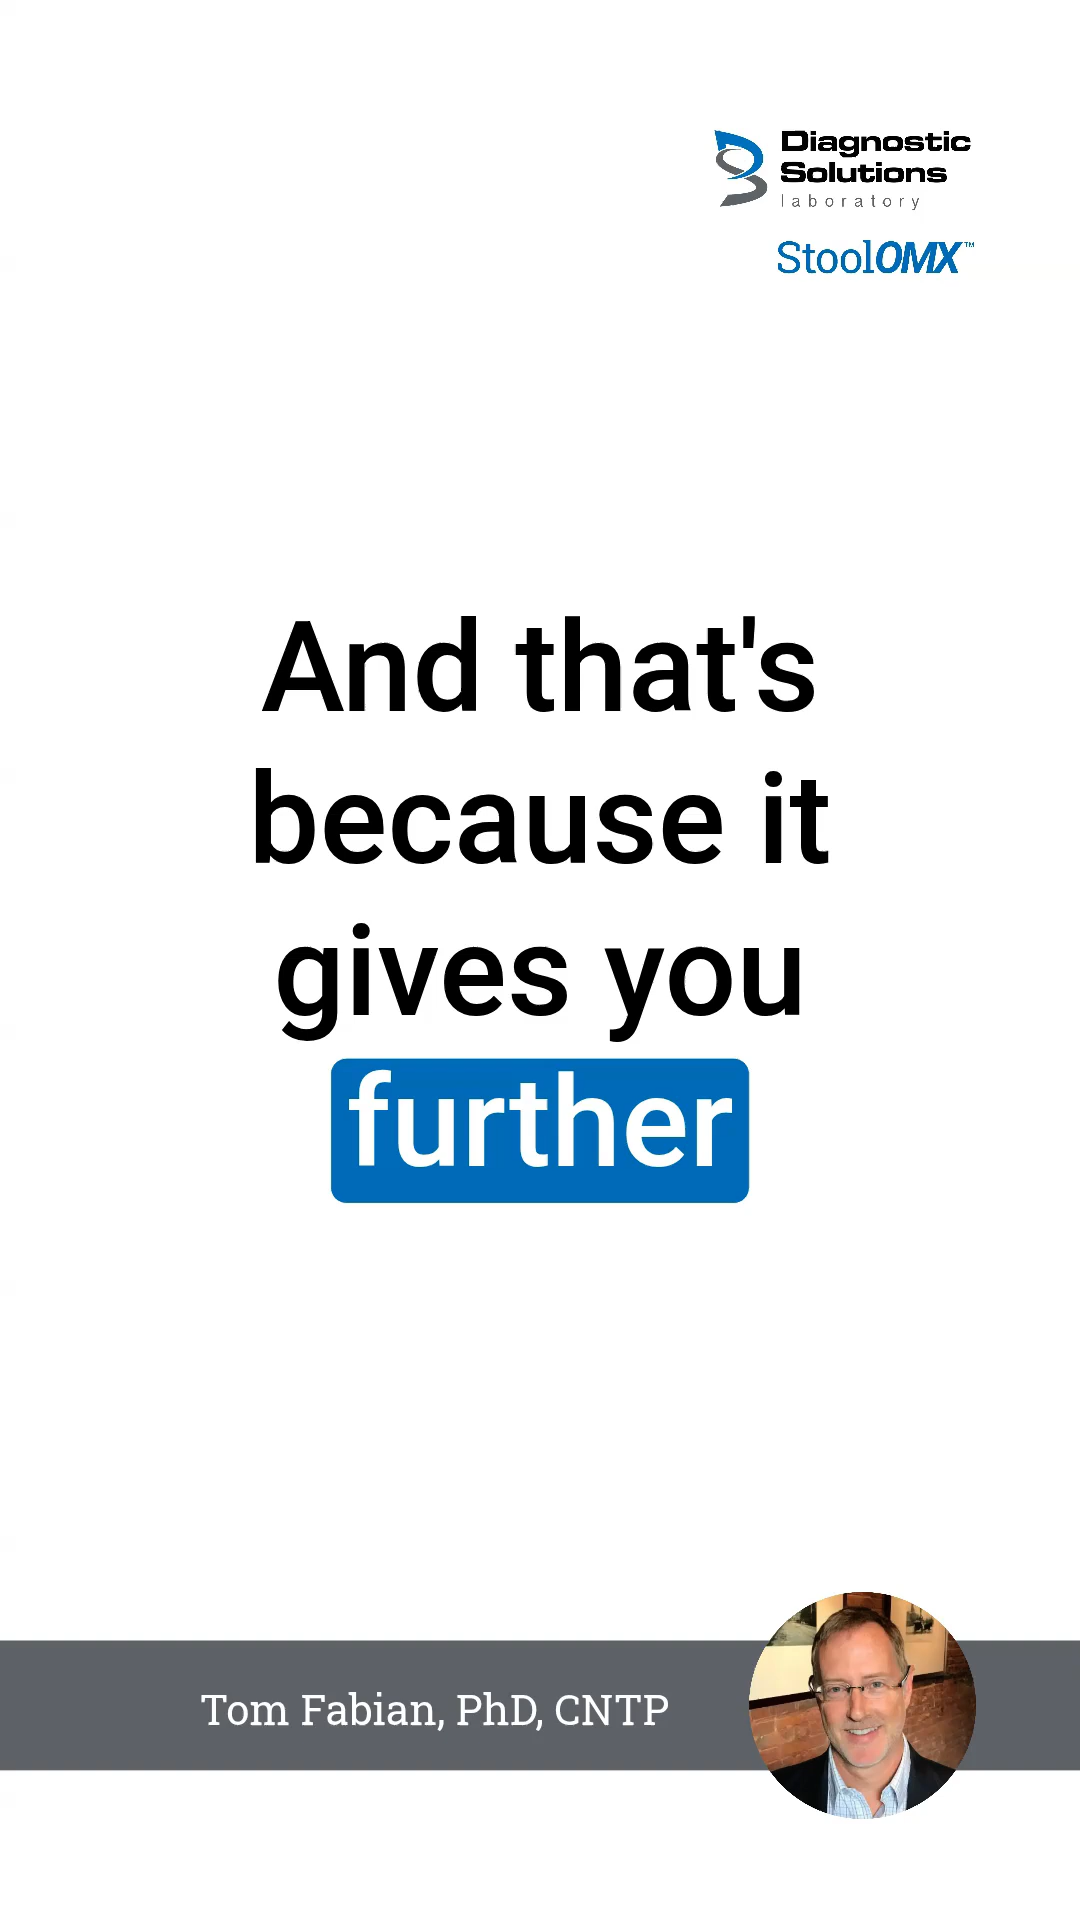 Diagnostic
Solutions
laboratory
StoolOMX™
And that's
because it
gives you
further
Tom Fabian, PhD, CNTP